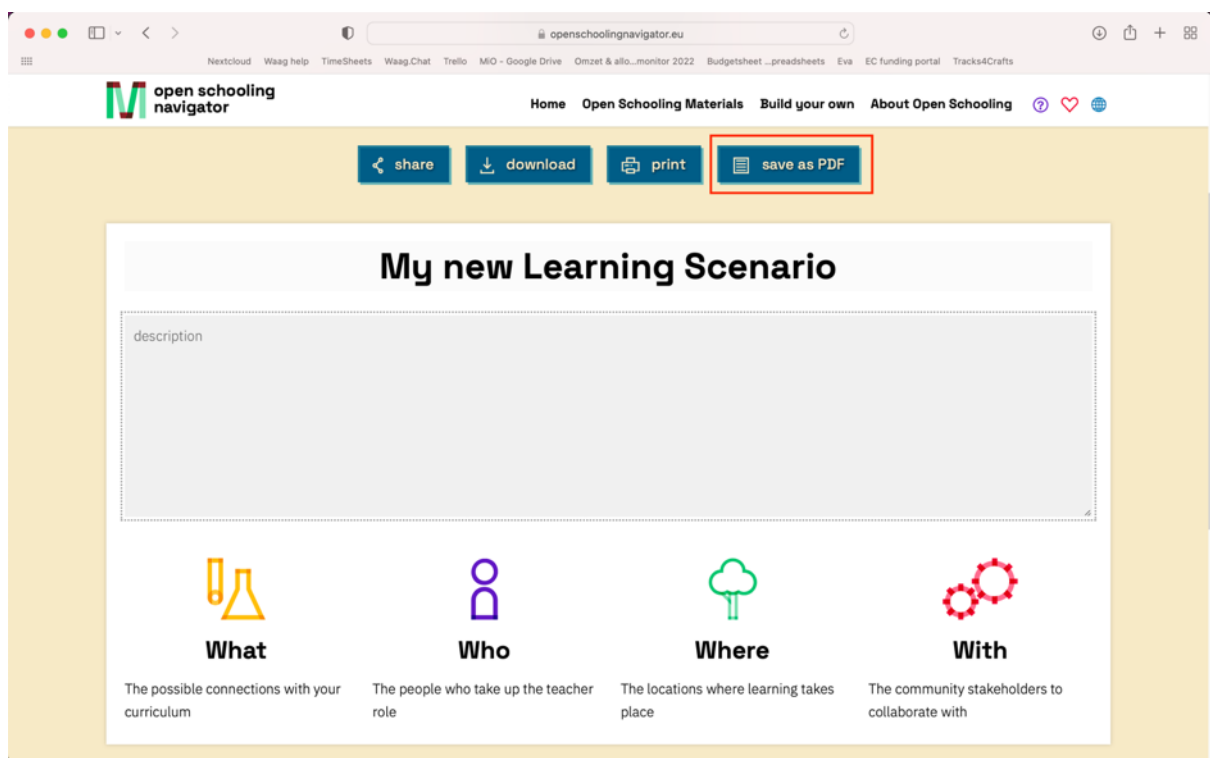 openschoolingnavigator.eu
Nextcloud Waag help TimeSheets Waag.Chat Trello MiO - Google Drive Omzet & allo...monitor 2022 Budgetsheet ...preadsheets Eva EC funding portal Tracks4Crafts
open schooling
navigator
Home Open Schooling Materials Build your own About Open Schooling ?
share download print save as PDF
My new Learning Scenario
description
What Who Where With
The possible connections with your The people who take up the teacher The locations where learning takes The community stakeholders to
curriculum role place collaborate with